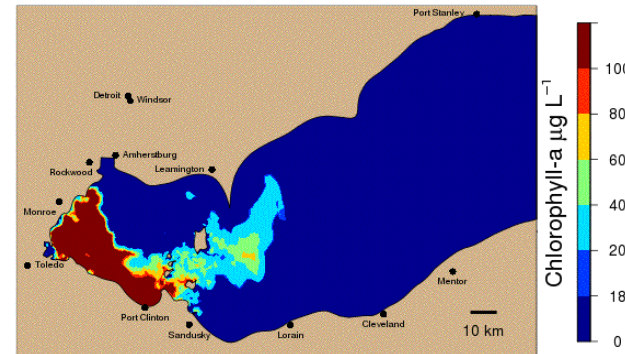 Port Stanley
Detroit
Windsor
Amherstburg
Rockwood
Leamington
Monroe
Toledo
Port Clinton
Sandusky
Lorain
Cleveland
Mentor
10 km
Chlorophyll-a µg L⁻¹
100
80
60
40
20
18
0